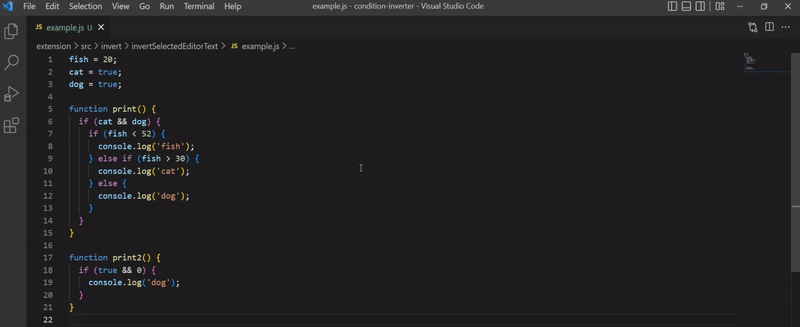 File Edit Selection View Go Run Terminal Help example.js - condition-inverter - Visual Studio Code
JS example.js U
extension > src > invert > invertSelectedEditorText > JS example.js > ...
1 fish = 20;
2 cat = true;
3 dog = true;
4
5 function print() {
6 if (cat && dog) {
7 if (fish < 52) {
8 console.log('fish');
9 } else if (fish > 30) {
10 console.log('cat');
11 } else {
12 console.log('dog');
13 }
14 }
15 }
16
17 function print2() {
18 if (true && 0) {
19 console.log('dog');
20 }
21 }
22